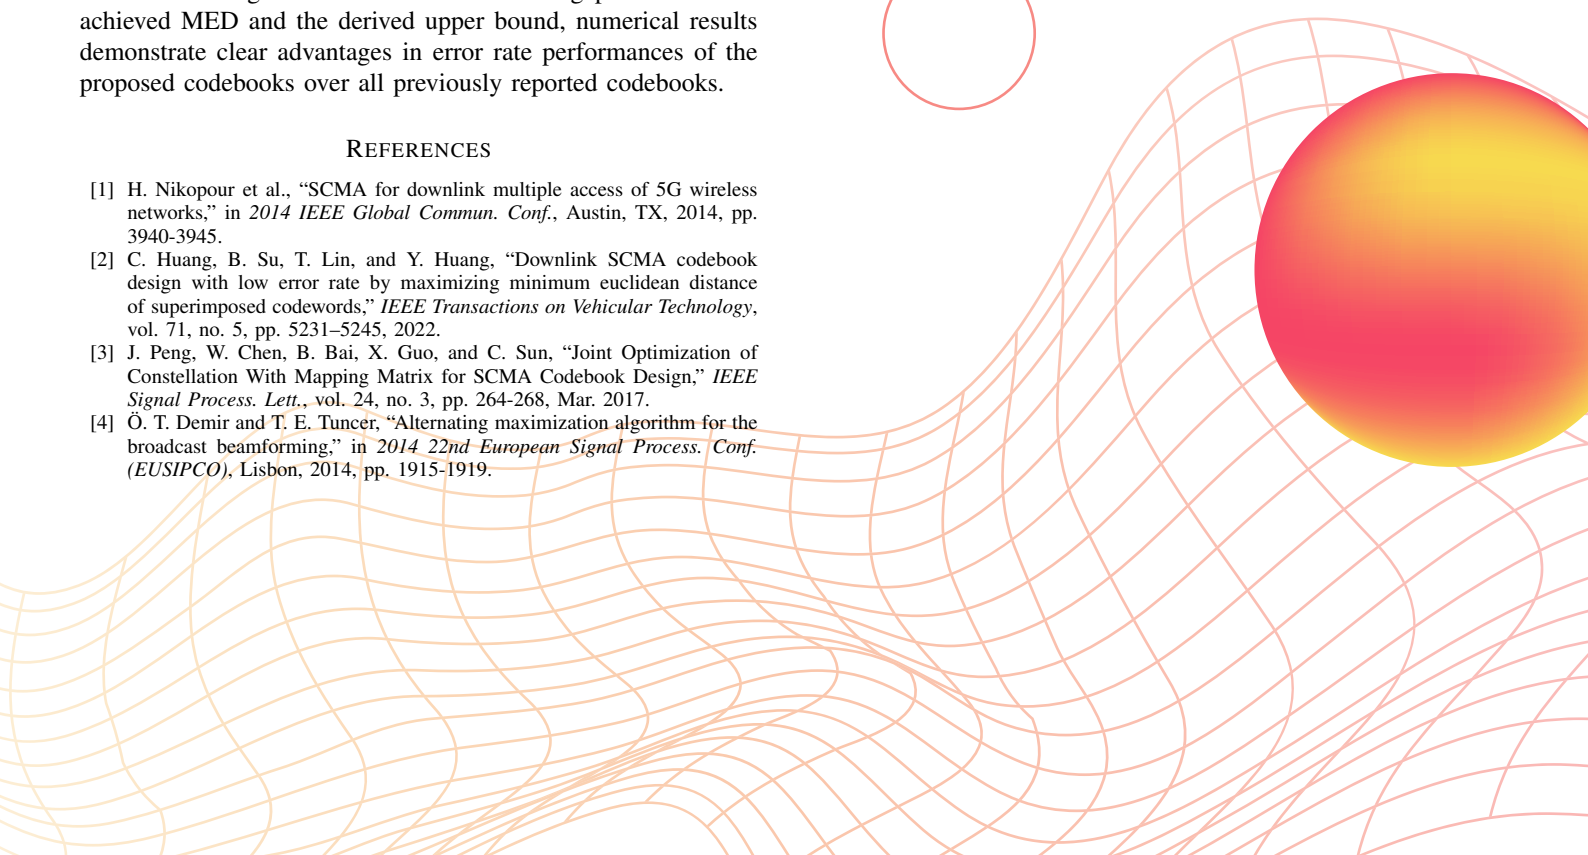 achieved MED and the derived upper bound, numerical results
demonstrate clear advantages in error rate performances of the
proposed codebooks over all previously reported codebooks.
REFERENCES
[1] H. Nikopour et al., “SCMA for downlink multiple access of 5G wireless
networks,” in 2014 IEEE Global Commun. Conf., Austin, TX, 2014, pp.
3940-3945.
[2] C. Huang, B. Su, T. Lin, and Y. Huang, “Downlink SCMA codebook
design with low error rate by maximizing minimum euclidean distance
of superimposed codewords,” IEEE Transactions on Vehicular Technology,
vol. 71, no. 5, pp. 5231–5245, 2022.
[3] J. Peng, W. Chen, B. Bai, X. Guo, and C. Sun, “Joint Optimization of
Constellation With Mapping Matrix for SCMA Codebook Design,” IEEE
Signal Process. Lett., vol. 24, no. 3, pp. 264-268, Mar. 2017.
[4] Ö. T. Demir and T. E. Tuncer, “Alternating maximization algorithm for the
broadcast beamforming,” in 2014 22nd European Signal Process. Conf.
(EUSIPCO), Lisbon, 2014, pp. 1915-1919.